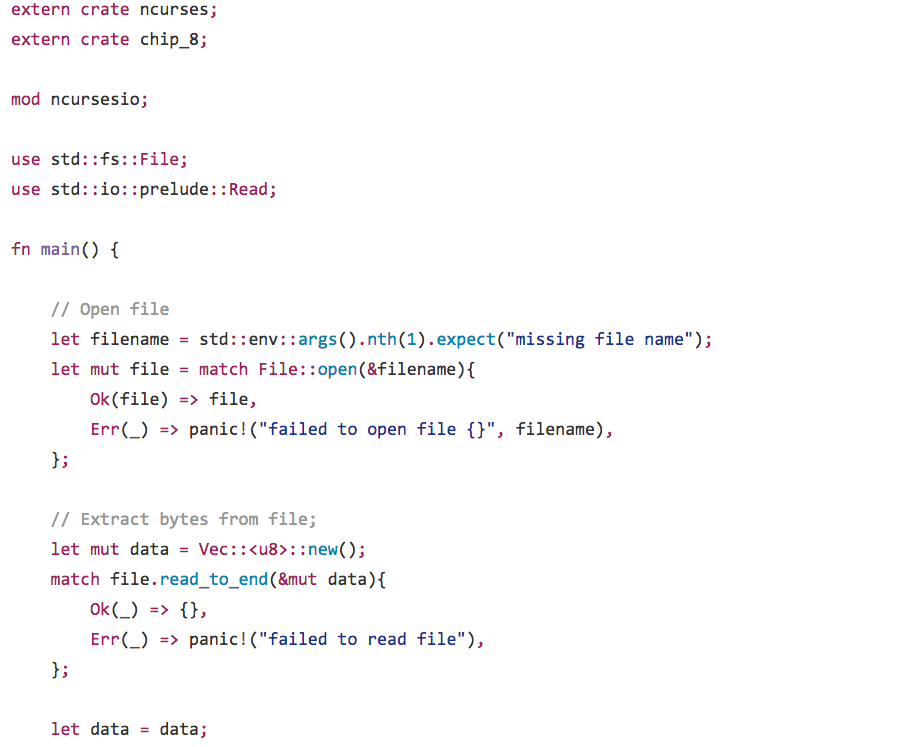 extern crate ncurses;
extern crate chip_8;
mod ncursesio;
use std::fs::File;
use std::io::prelude::Read;
fn main() {
// Open file
let filename = std::env::args().nth(1).expect("missing file name");
let mut file = match File::open(&filename){
Ok(file) => file,
Err(_) => panic!("failed to open file {}", filename),
};
// Extract bytes from file;
let mut data = Vec::<u8>::new();
match file.read_to_end(&mut data){
Ok(_) => {},
Err(_) => panic!("failed to read file"),
};
let data = data;